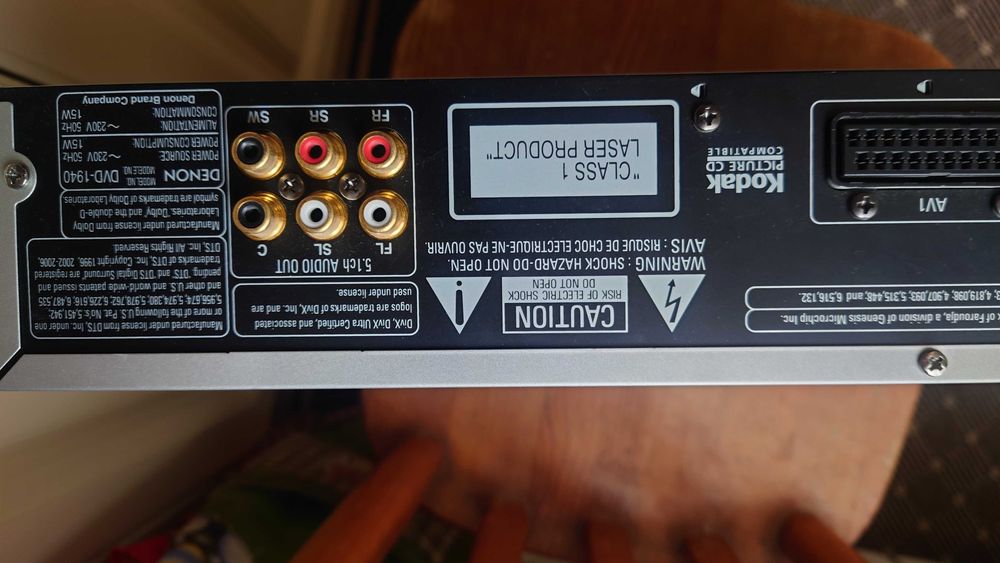 of Faroudja, a division of Genesis Microchip Inc.
4,819,098; 4,907,093; 5,315,448; and 6,516,132.
AV1
Kodak
PICTURE CD
COMPATIBLE
CAUTION
RISK OF ELECTRIC SHOCK
DO NOT OPEN
WARNING : SHOCK HAZARD-DO NOT OPEN.
AVIS : RISQUE DE CHOC ELECTRIQUE-NE PAS OUVRIR.
"CLASS 1
LASER PRODUCT"
DivX, DivX Ultra Certified, and associated
logos are trademarks of DivX, Inc. and are
used under license.
5.1ch AUDIO OUT
FL SL C
FR SR SW
Manufactured under license from DTS, Inc. under one
or more of the following U.S. Pat. No.'s: 5,451,942,
5,956,674, 5,974,380, 5,978,762, 6,226,616, 6,487,535
and other U.S. and world-wide patents issued and
pending. "DTS" and "DTS Digital Surround" are registered
trademarks of DTS, Inc. Copyright, 1996, 2002-2006,
DTS, Inc. All Rights Reserved.
Manufactured under license from Dolby
Laboratories. Dolby and the double-D
symbol are trademarks of Dolby Laboratories
DENON MODEL NO. MODELE NO. DVD-1940
POWER SOURCE: ~ 230V 50Hz
POWER CONSUMPTION: 15W
ALIMENTATION: ~ 230V 50Hz
CONSOMMATION: 15W
Denon Brand Company